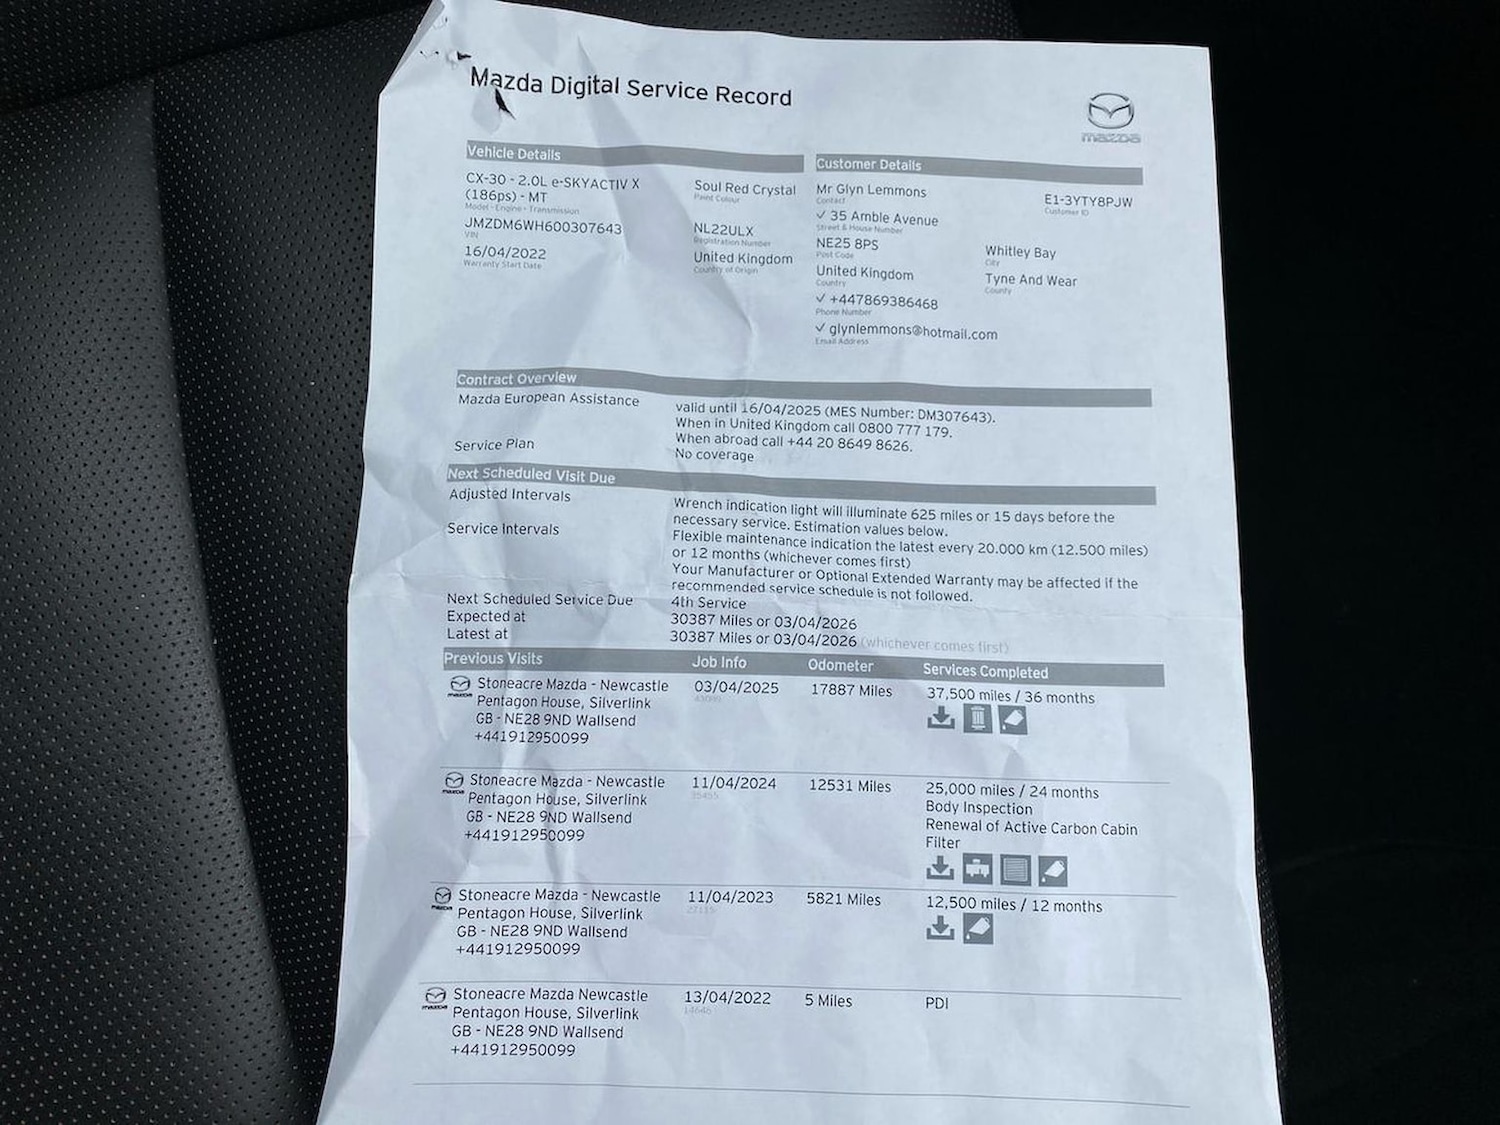 Mazda Digital Service Record
mazda
Vehicle Details
CX-30 - 2.0L e-SKYACTIV X
(186ps) - MT
Model - Engine - Transmission
JMZDM6WH600307643
VIN
16/04/2022
Warranty Start Date
Soul Red Crystal
Paint Colour
NL22ULX
Registration Number
United Kingdom
Country of Origin
Customer Details
Mr Glyn Lemmons
Contact
✓ 35 Amble Avenue
Street & House Number
NE25 8PS
Post Code
United Kingdom
Country
✓ +447869386468
Phone Number
✓ glynlemmons@hotmail.com
Email Address
E1-3YTY8PJW
Customer ID
Whitley Bay
City
Tyne And Wear
County
Contract Overview
Mazda European Assistance
valid until 16/04/2025 (MES Number: DM307643).
When in United Kingdom call 0800 777 179.
When abroad call +44 20 8649 8626.
Service Plan
No coverage
Next Scheduled Visit Due
Adjusted Intervals
Wrench indication light will illuminate 625 miles or 15 days before the
necessary service. Estimation values below.
Service Intervals
Flexible maintenance indication the latest every 20.000 km (12.500 miles)
or 12 months (whichever comes first)
Your Manufacturer or Optional Extended Warranty may be affected if the
recommended service schedule is not followed.
Next Scheduled Service Due
4th Service
Expected at
30387 Miles or 03/04/2026
Latest at
30387 Miles or 03/04/2026 (whichever comes first)
Previous Visits Job Info Odometer Services Completed
mazda
Stoneacre Mazda - Newcastle
Pentagon House, Silverlink
GB - NE28 9ND Wallsend
+441912950099
03/04/2025
17887 Miles
37,500 miles / 36 months
mazda
Stoneacre Mazda - Newcastle
Pentagon House, Silverlink
GB - NE28 9ND Wallsend
+441912950099
11/04/2024
12531 Miles
25,000 miles / 24 months
Body Inspection
Renewal of Active Carbon Cabin
Filter
mazda
Stoneacre Mazda - Newcastle
Pentagon House, Silverlink
GB - NE28 9ND Wallsend
+441912950099
11/04/2023
5821 Miles
12,500 miles / 12 months
mazda
Stoneacre Mazda Newcastle
Pentagon House, Silverlink
GB - NE28 9ND Wallsend
+441912950099
13/04/2022
5 Miles
PDI